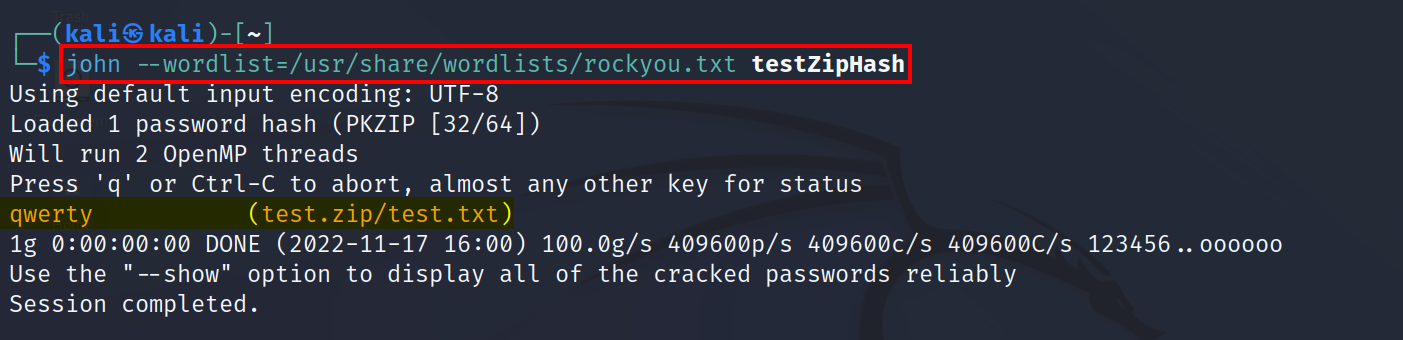 ┌──(kali㉿kali)-[~]
└─$ john --wordlist=/usr/share/wordlists/rockyou.txt testZipHash
Using default input encoding: UTF-8
Loaded 1 password hash (PKZIP [32/64])
Will run 2 OpenMP threads
Press 'q' or Ctrl-C to abort, almost any other key for status
qwerty           (test.zip/test.txt)
1g 0:00:00:00 DONE (2022-11-17 16:00) 100.0g/s 409600p/s 409600c/s 409600C/s 123456..oooooo
Use the "--show" option to display all of the cracked passwords reliably
Session completed.